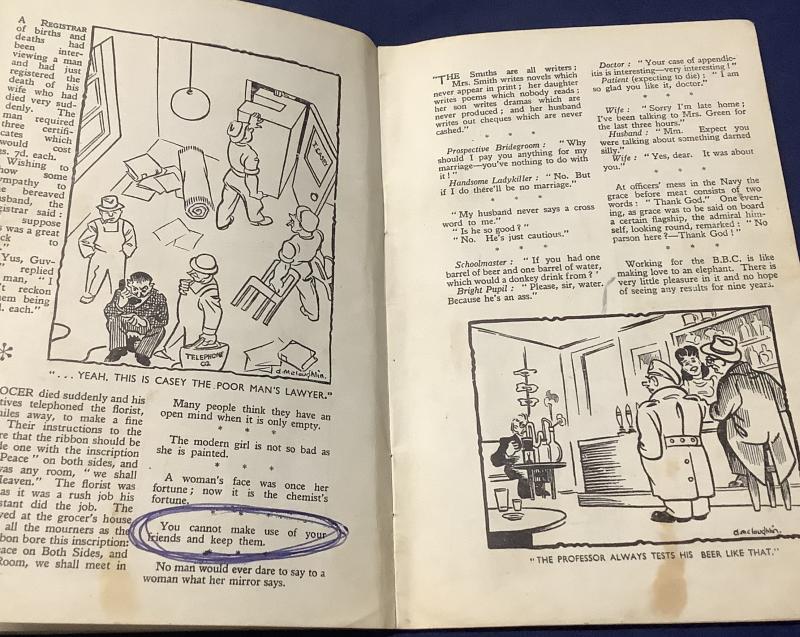 A REGISTRAR
of births and
deaths had
been inter-
viewing a man
and had just
registered the
death of his
wife who had
died very sud-
denly. The
man required
three certifi-
cates which
would cost
s. 7d. each.
Wishing to
how some
ympathy to
e bereaved
usband, the
gistrar said :
suppose
was a great
ck to
"
Yus, Guv-
" replied
man, "I
't reckon
em being
d. each."
I CASEY
TELEPHONE
CO
d. mclaughlin.
"... YEAH. THIS IS CASEY THE POOR MAN'S LAWYER."
OCER died suddenly and his
tives telephoned the florist,
miles away, to make a fine
Their instructions to the
re that the ribbon should be
le one with the inscription
Peace" on both sides, and
was any room, "we shall
Heaven." The florist was
as it was a rush job his
stant did the job. The
ved at the grocer's house
all the mourners as the
bbon bore this inscription:
eace on Both Sides, and
Room, we shall meet in
Many people think they have an
open mind when it is only empty.
* * *
The modern girl is not so bad as
she is painted.
* * *
A woman's face was once her
fortune; now it is the chemist's
fortune.
You cannot make use of your
friends and keep them.
No man would ever dare to say to a
woman what her mirror says.
"THE Smiths are all writers;
Mrs. Smith writes novels which
never appear in print; her daughter
writes poems which nobody reads;
her son writes dramas which are
never produced; and her husband
writes out cheques which are never
cashed."
* * *
Prospective Bridegroom : "Why
should I pay you anything for my
marriage—you've nothing to do with
it!"
Handsome Ladykiller : "No. But
if I do there'll be no marriage."
* * *
"My husband never says a cross
word to me."
"Is he so good?"
"No. He's just cautious."
* * *
Schoolmaster : "If you had one
barrel of beer and one barrel of water,
which would a donkey drink from?"
Bright Pupil : "Please, sir, water.
Because he's an ass."
Doctor : "Your case of appendic-
itis is interesting—very interesting!"
Patient (expecting to die) : "I am
so glad you like it, doctor."
* * *
Wife : "Sorry I'm late home;
I've been talking to Mrs. Green for
the last three hours."
Husband : "Mm. Expect you
were talking about something darned
silly."
Wife : "Yes, dear. It was about
you."
* * *
At officers' mess in the Navy the
grace before meat consists of two
words : "Thank God." One even-
ing, as grace was to be said on board
a certain flagship, the admiral him-
self, looking round, remarked : "No
parson here?—Thank God!"
* * *
Working for the B.B.C. is like
making love to an elephant. There is
very little pleasure in it and no hope
of seeing any results for nine years.
d. mclaughlin.
"THE PROFESSOR ALWAYS TESTS HIS BEER LIKE THAT."